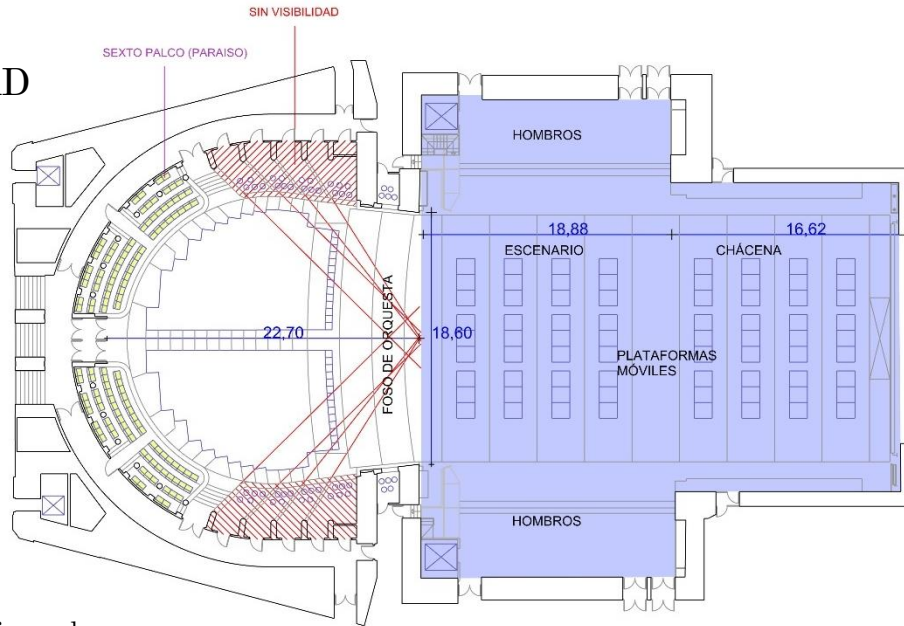 SIN VISIBILIDAD
SEXTO PALCO (PARAISO)
HOMBROS
18,88
16,62
ESCENARIO
CHÁCENA
FOSO DE ORQUESTA
22,70
18,60
PLATAFORMAS
MÓVILES
HOMBROS